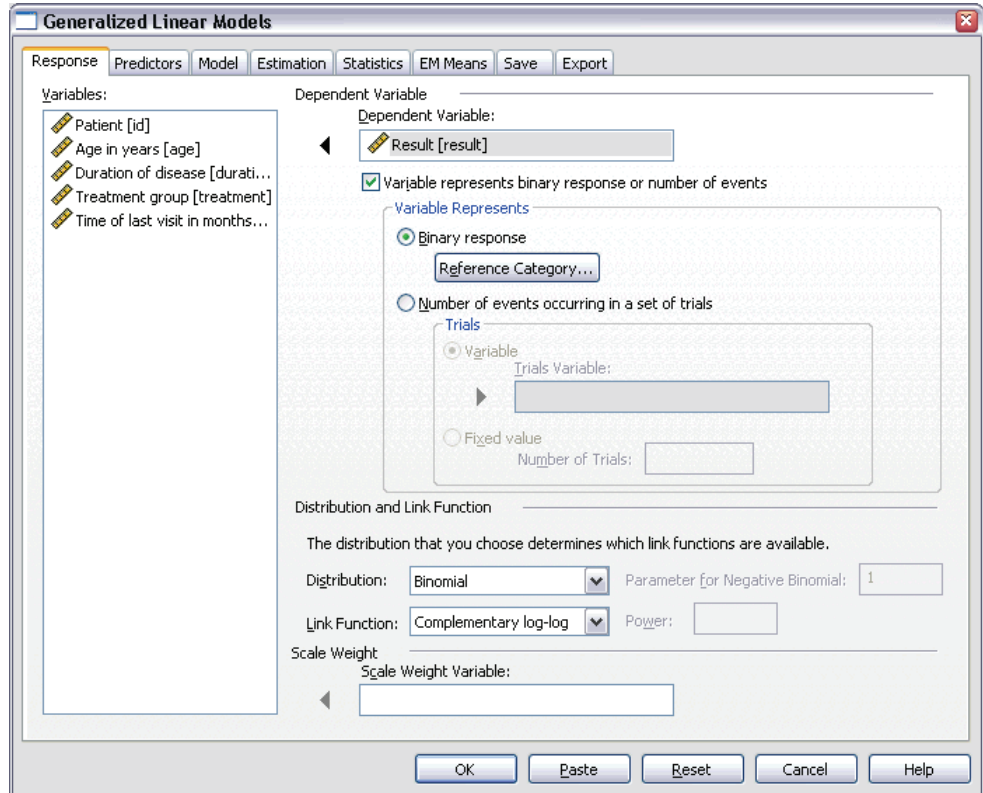 Generalized Linear Models
Response Predictors Model Estimation Statistics EM Means Save Export
Variables:
Patient [id]
Age in years [age]
Duration of disease [durati...
Treatment group [treatment]
Time of last visit in months...
Dependent Variable
Dependent Variable:
Result [result]
Variable represents binary response or number of events
Variable Represents
Binary response
Reference Category...
Number of events occurring in a set of trials
Trials
Variable
Trials Variable:
Fixed value
Number of Trials:
Distribution and Link Function
The distribution that you choose determines which link functions are available.
Distribution: Binomial Parameter for Negative Binomial: 1
Link Function: Complementary log-log Power:
Scale Weight
Scale Weight Variable:
OK Paste Reset Cancel Help